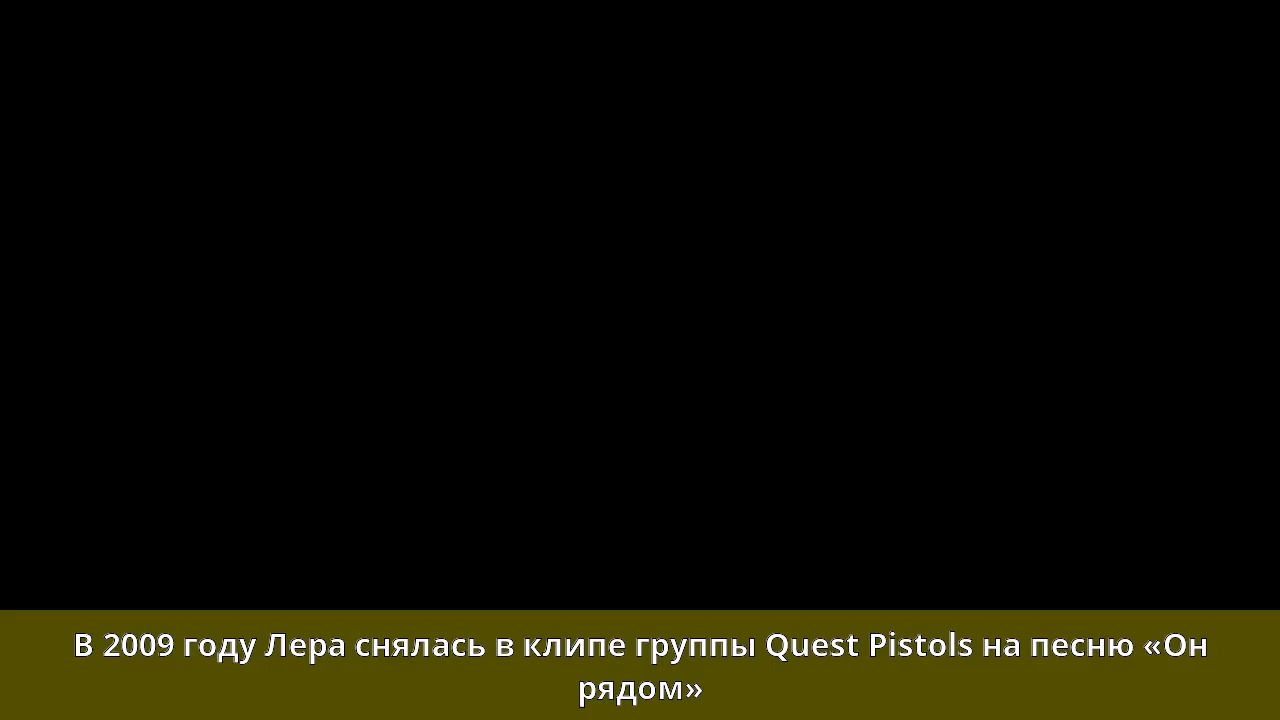 В 2009 году Лера снялась в клипе группы Quest Pistols на песню «Он
рядом»